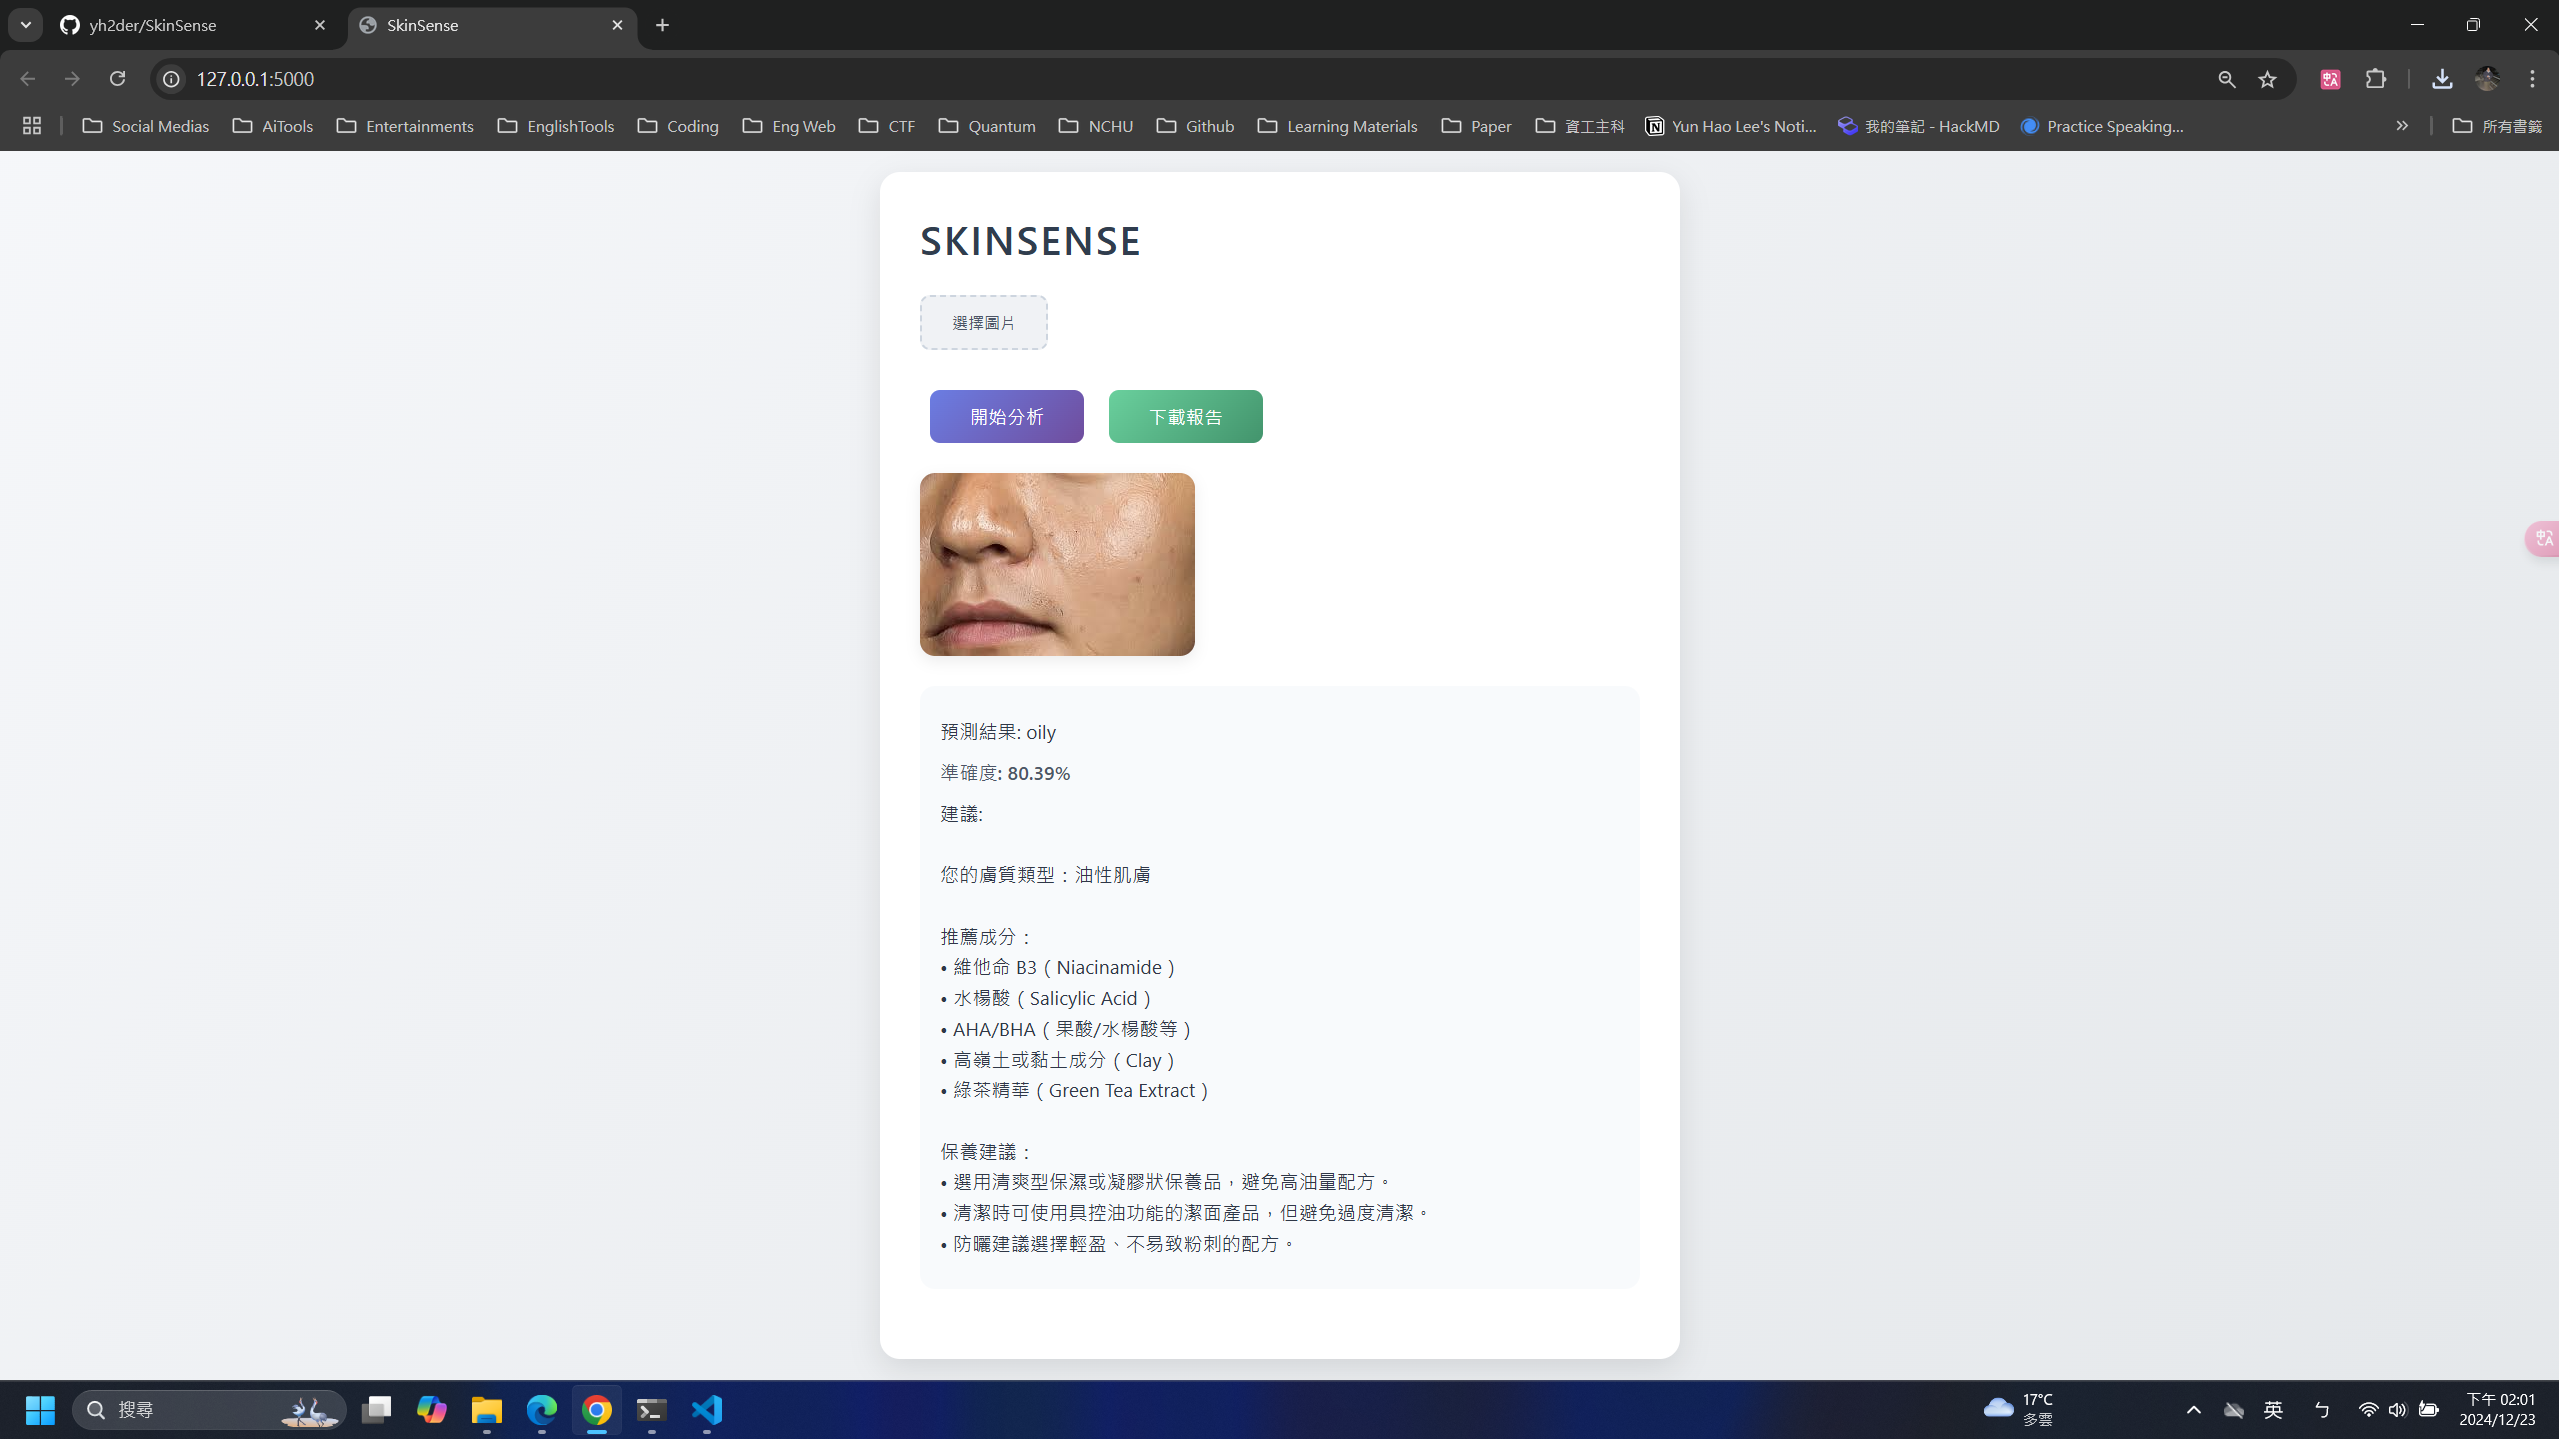 yh2der/SkinSense
SkinSense
127.0.0.1:5000
Social Medias
AiTools
Entertainments
EnglishTools
Coding
Eng Web
CTF
Quantum
NCHU
Github
Learning Materials
Paper
資工主科
Yun Hao Lee's Noti...
我的筆記 - HackMD
Practice Speaking...
所有書籤
SKINSENSE
選擇圖片
開始分析
下載報告
預測結果: oily
準確度: 80.39%
建議:
您的膚質類型：油性肌膚
推薦成分：
• 維他命 B3（Niacinamide）
• 水楊酸（Salicylic Acid）
• AHA/BHA（果酸/水楊酸等）
• 高嶺土或黏土成分（Clay）
• 綠茶精華（Green Tea Extract）
保養建議：
• 選用清爽型保濕或凝膠狀保養品，避免高油量配方。
• 清潔時可使用具控油功能的潔面產品，但避免過度清潔。
• 防曬建議選擇輕盈、不易致粉刺的配方。
搜尋
17°C
多雲
英
ㄅ
下午 02:01
2024/12/23